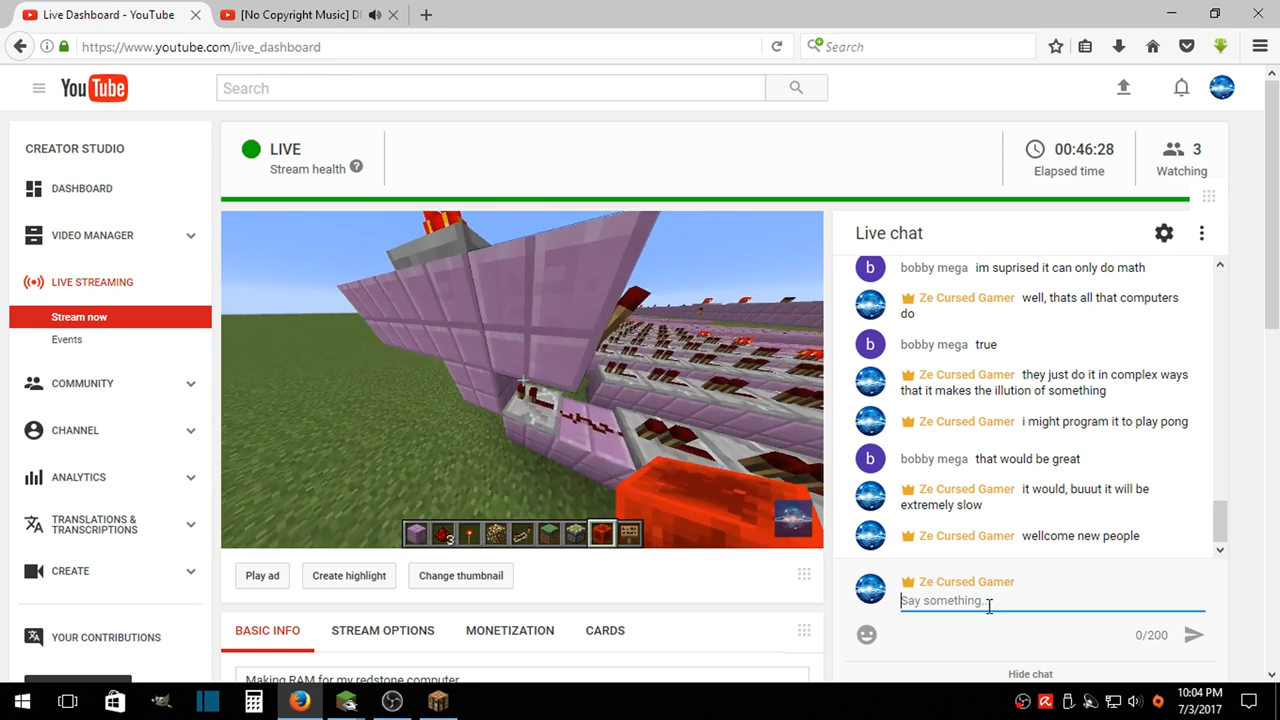 Live Dashboard - YouTube
[No Copyright Music] D
https://www.youtube.com/live_dashboard
Search
YouTube
Search
CREATOR STUDIO
DASHBOARD
VIDEO MANAGER
LIVE STREAMING
Stream now
Events
COMMUNITY
CHANNEL
ANALYTICS
TRANSLATIONS &
TRANSCRIPTIONS
CREATE
YOUR CONTRIBUTIONS
LIVE
Stream health ?
00:46:28
Elapsed time
3
Watching
3
Play ad
Create highlight
Change thumbnail
BASIC INFO
STREAM OPTIONS
MONETIZATION
CARDS
Making RAM for my redstone computer
Live chat
b bobby mega im suprised it can only do math
Ze Cursed Gamer well, thats all that computers
do
b bobby mega true
Ze Cursed Gamer they just do it in complex ways
that it makes the illution of something
Ze Cursed Gamer i might program it to play pong
b bobby mega that would be great
Ze Cursed Gamer it would, buuut it will be
extremely slow
Ze Cursed Gamer wellcome new people
Ze Cursed Gamer
Say something...
0/200
Hide chat
10:04 PM
7/3/2017